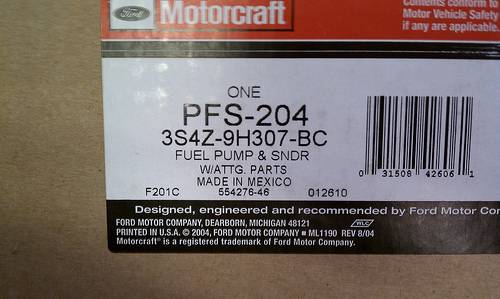 Ford
Motorcraft
Contents conform to
Motor Vehicle Safety
if any are applicable.
ONE
PFS-204
3S4Z-9H307-BC
FUEL PUMP & SNDR
W/ATTG. PARTS
MADE IN MEXICO
F201C 554276-46 012610
0 31508 42606 1
Designed, engineered and recommended by Ford Motor Co
FORD MOTOR COMPANY, DEARBORN, MICHIGAN 48121
PRINTED IN U.S.A. © 2004, FORD MOTOR COMPANY # ML1190 REV 8/04
Motorcraft® is a registered trademark of Ford Motor Company.